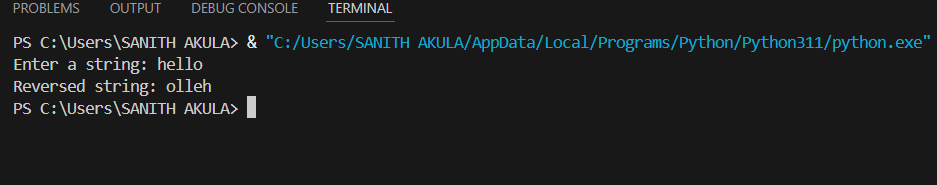 PROBLEMS OUTPUT DEBUG CONSOLE TERMINAL
PS C:\Users\SANITH AKULA> & "C:/Users/SANITH AKULA/AppData/Local/Programs/Python/Python311/python.exe"
Enter a string: hello
Reversed string: olleh
PS C:\Users\SANITH AKULA>